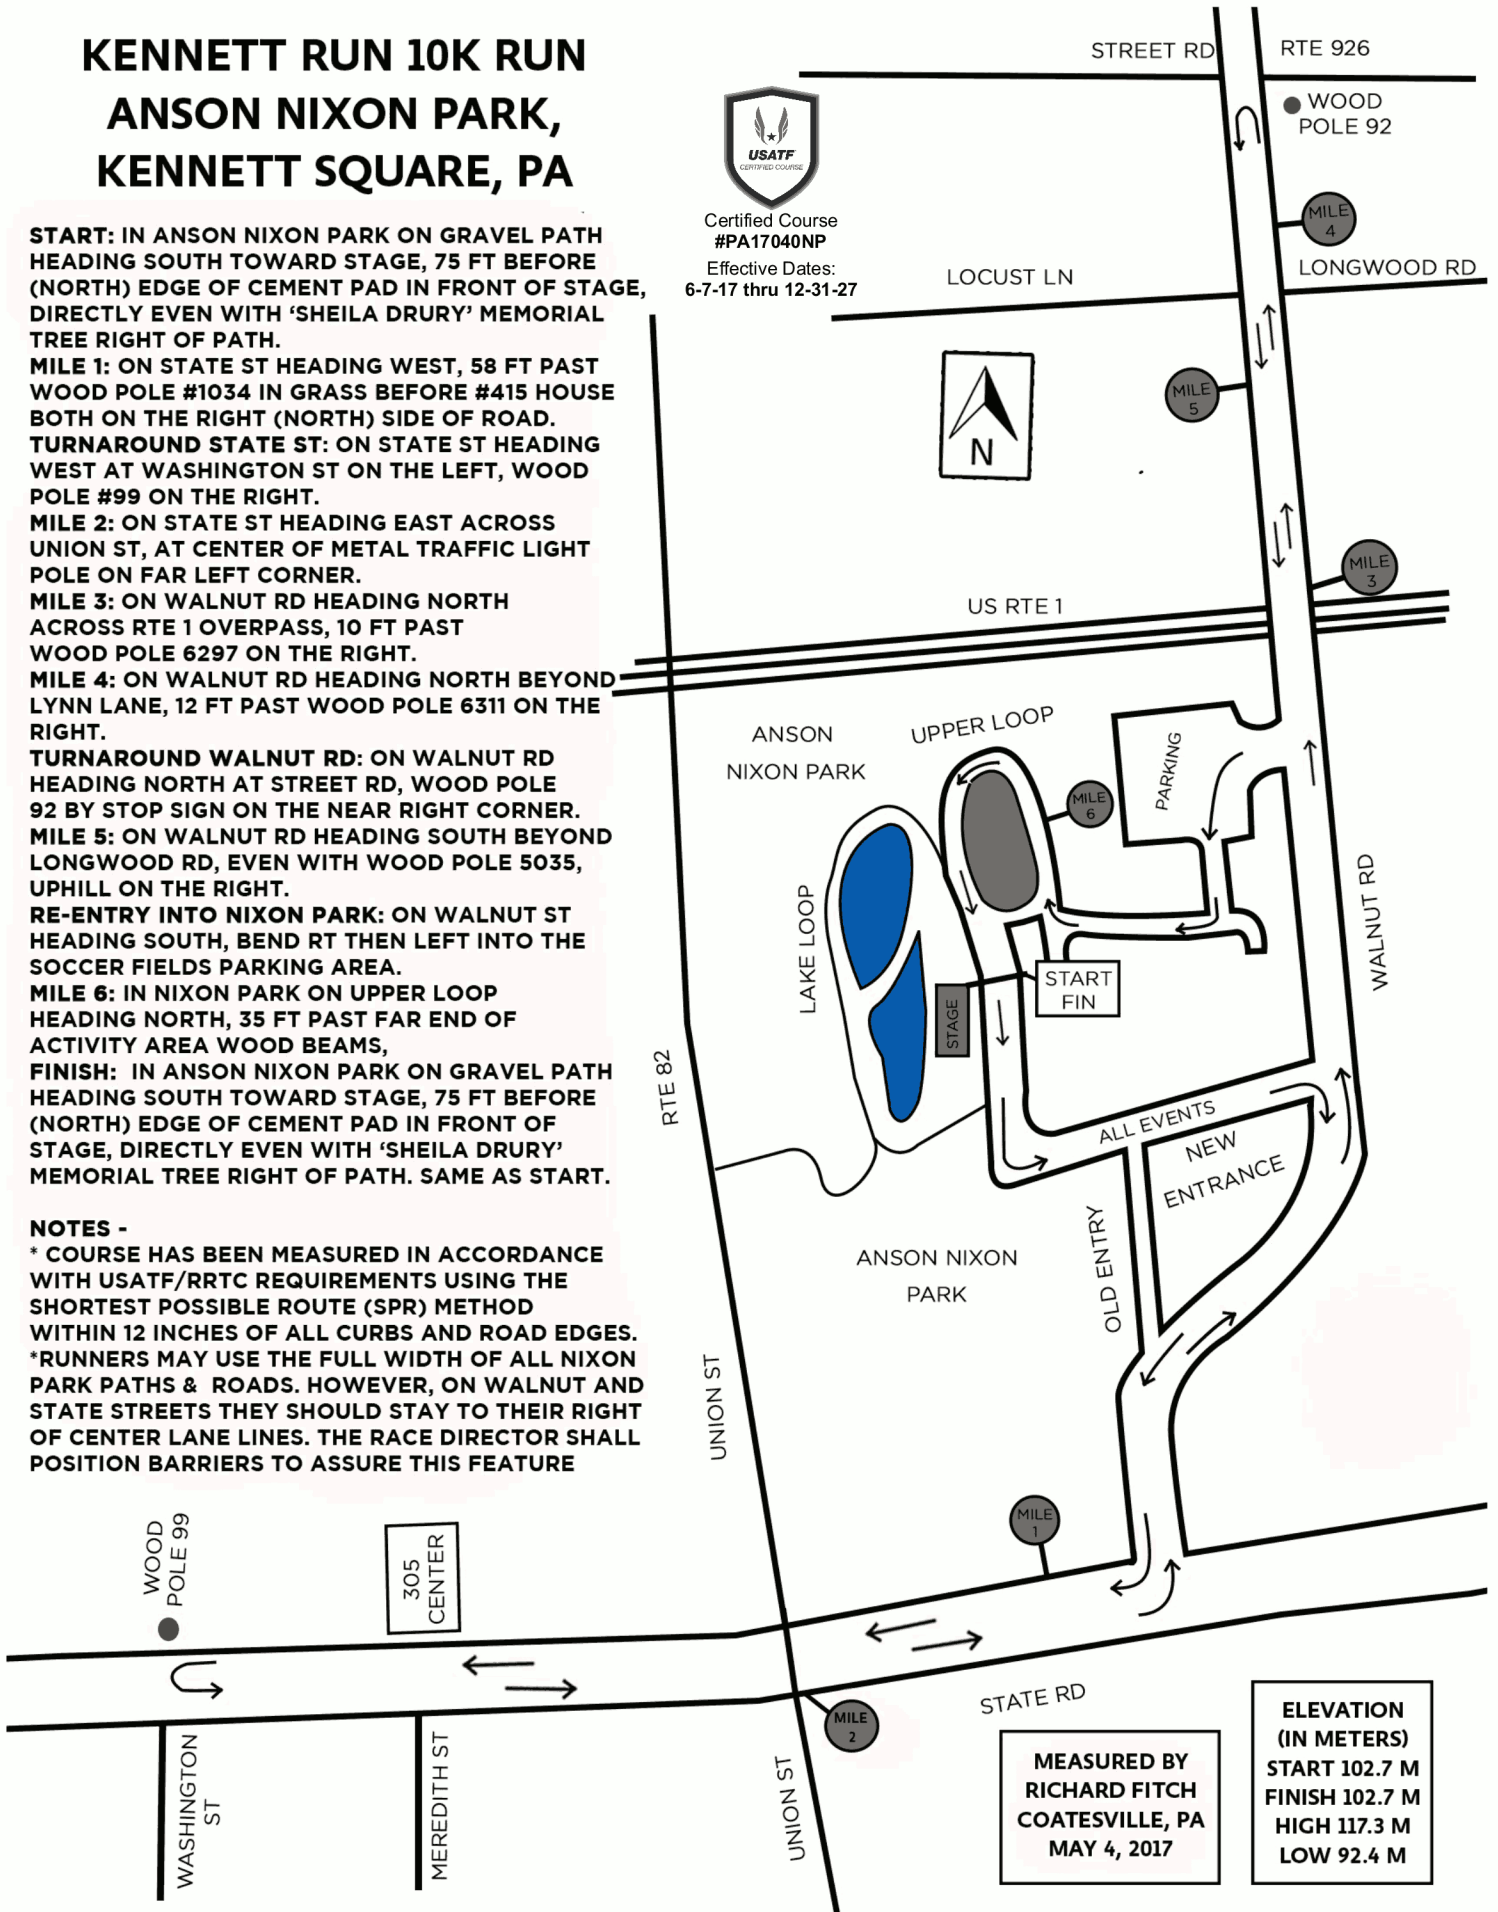 KENNETT RUN 10K RUN
ANSON NIXON PARK,
KENNETT SQUARE, PA
START: IN ANSON NIXON PARK ON GRAVEL PATH
HEADING SOUTH TOWARD STAGE, 75 FT BEFORE
(NORTH) EDGE OF CEMENT PAD IN FRONT OF STAGE,
DIRECTLY EVEN WITH ‘SHEILA DRURY’ MEMORIAL
TREE RIGHT OF PATH.
MILE 1: ON STATE ST HEADING WEST, 58 FT PAST
WOOD POLE #1034 IN GRASS BEFORE #415 HOUSE
BOTH ON THE RIGHT (NORTH) SIDE OF ROAD.
TURNAROUND STATE ST: ON STATE ST HEADING
WEST AT WASHINGTON ST ON THE LEFT, WOOD
POLE #99 ON THE RIGHT.
MILE 2: ON STATE ST HEADING EAST ACROSS
UNION ST, AT CENTER OF METAL TRAFFIC LIGHT
POLE ON FAR LEFT CORNER.
MILE 3: ON WALNUT RD HEADING NORTH
ACROSS RTE 1 OVERPASS, 10 FT PAST
WOOD POLE 6297 ON THE RIGHT.
MILE 4: ON WALNUT RD HEADING NORTH BEYOND
LYNN LANE, 12 FT PAST WOOD POLE 6311 ON THE
RIGHT.
TURNAROUND WALNUT RD: ON WALNUT RD
HEADING NORTH AT STREET RD, WOOD POLE
92 BY STOP SIGN ON THE NEAR RIGHT CORNER.
MILE 5: ON WALNUT RD HEADING SOUTH BEYOND
LONGWOOD RD, EVEN WITH WOOD POLE 5035,
UPHILL ON THE RIGHT.
RE-ENTRY INTO NIXON PARK: ON WALNUT ST
HEADING SOUTH, BEND RT THEN LEFT INTO THE
SOCCER FIELDS PARKING AREA.
MILE 6: IN NIXON PARK ON UPPER LOOP
HEADING NORTH, 35 FT PAST FAR END OF
ACTIVITY AREA WOOD BEAMS,
FINISH: IN ANSON NIXON PARK ON GRAVEL PATH
HEADING SOUTH TOWARD STAGE, 75 FT BEFORE
(NORTH) EDGE OF CEMENT PAD IN FRONT OF
STAGE, DIRECTLY EVEN WITH ‘SHEILA DRURY’
MEMORIAL TREE RIGHT OF PATH. SAME AS START.
NOTES -
* COURSE HAS BEEN MEASURED IN ACCORDANCE
WITH USATF/RRTC REQUIREMENTS USING THE
SHORTEST POSSIBLE ROUTE (SPR) METHOD
WITHIN 12 INCHES OF ALL CURBS AND ROAD EDGES.
*RUNNERS MAY USE THE FULL WIDTH OF ALL NIXON
PARK PATHS & ROADS. HOWEVER, ON WALNUT AND
STATE STREETS THEY SHOULD STAY TO THEIR RIGHT
OF CENTER LANE LINES. THE RACE DIRECTOR SHALL
POSITION BARRIERS TO ASSURE THIS FEATURE
USATF
CERTIFIED COURSE
Certified Course
#PA17040NP
Effective Dates:
6-7-17 thru 12-31-27
STREET RD
RTE 926
WOOD
POLE 92
MILE
4
LOCUST LN
LONGWOOD RD
N
MILE
5
MILE
3
US RTE 1
ANSON
NIXON PARK
UPPER LOOP
PARKING
MILE
6
LAKE LOOP
WALNUT RD
START
FIN
STAGE
RTE 82
ALL EVENTS
NEW
ENTRANCE
OLD ENTRY
ANSON NIXON
PARK
UNION ST
MILE
1
WOOD
POLE 99
305
CENTER
STATE RD
MILE
2
WASHINGTON
ST
MEREDITH ST
UNION ST
MEASURED BY
RICHARD FITCH
COATESVILLE, PA
MAY 4, 2017
ELEVATION
(IN METERS)
START 102.7 M
FINISH 102.7 M
HIGH 117.3 M
LOW 92.4 M